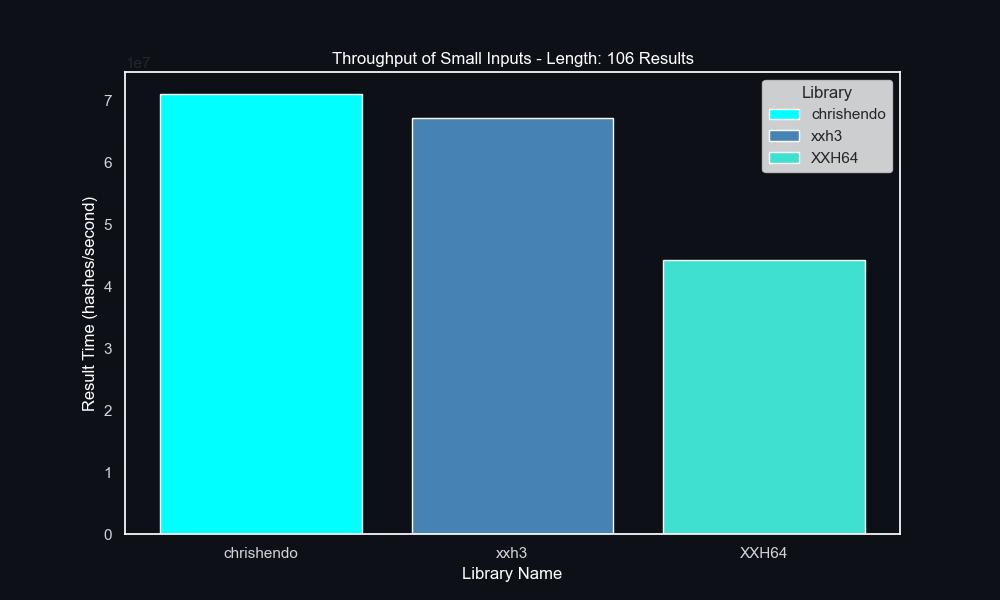 Throughput of Small Inputs - Length: 106 Results
1e7
7
6
5
4
3
2
1
0
Result Time (hashes/second)
Library
chrishendo
xxh3
XXH64
chrishendo
xxh3
XXH64
Library Name